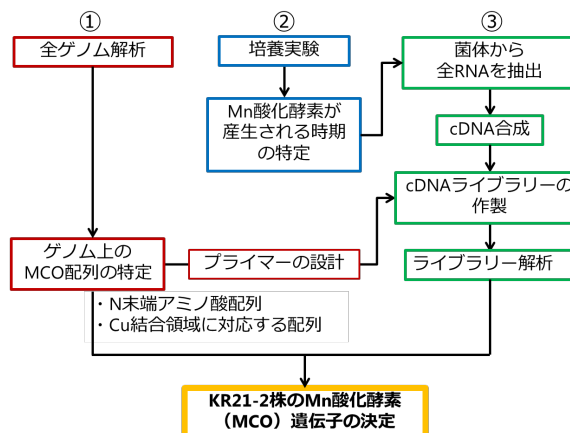 ①
全ゲノム解析
ゲノム上の
MCO配列の特定
・N末端アミノ酸配列
・Cu結合領域に対応する配列
プライマーの設計
②
培養実験
Mn酸化酵素が
産生される時期
の特定
③
菌体から
全RNAを抽出
cDNA合成
cDNAライブラリーの
作製
ライブラリー解析
KR21-2株のMn酸化酵素
（MCO）遺伝子の決定